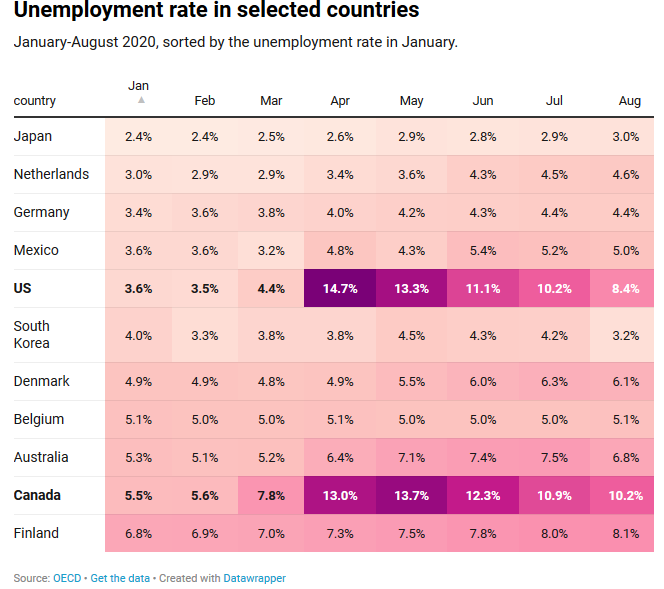 Unemployment rate in selected countries
January-August 2020, sorted by the unemployment rate in January.
country Jan ▲ Feb Mar Apr May Jun Jul Aug
Japan 2.4% 2.4% 2.5% 2.6% 2.9% 2.8% 2.9% 3.0%
Netherlands 3.0% 2.9% 2.9% 3.4% 3.6% 4.3% 4.5% 4.6%
Germany 3.4% 3.6% 3.8% 4.0% 4.2% 4.3% 4.4% 4.4%
Mexico 3.6% 3.6% 3.2% 4.8% 4.3% 5.4% 5.2% 5.0%
US 3.6% 3.5% 4.4% 14.7% 13.3% 11.1% 10.2% 8.4%
South
Korea 4.0% 3.3% 3.8% 3.8% 4.5% 4.3% 4.2% 3.2%
Denmark 4.9% 4.9% 4.8% 4.9% 5.5% 6.0% 6.3% 6.1%
Belgium 5.1% 5.0% 5.0% 5.1% 5.0% 5.0% 5.0% 5.1%
Australia 5.3% 5.1% 5.2% 6.4% 7.1% 7.4% 7.5% 6.8%
Canada 5.5% 5.6% 7.8% 13.0% 13.7% 12.3% 10.9% 10.2%
Finland 6.8% 6.9% 7.0% 7.3% 7.5% 7.8% 8.0% 8.1%
Source: OECD • Get the data • Created with Datawrapper